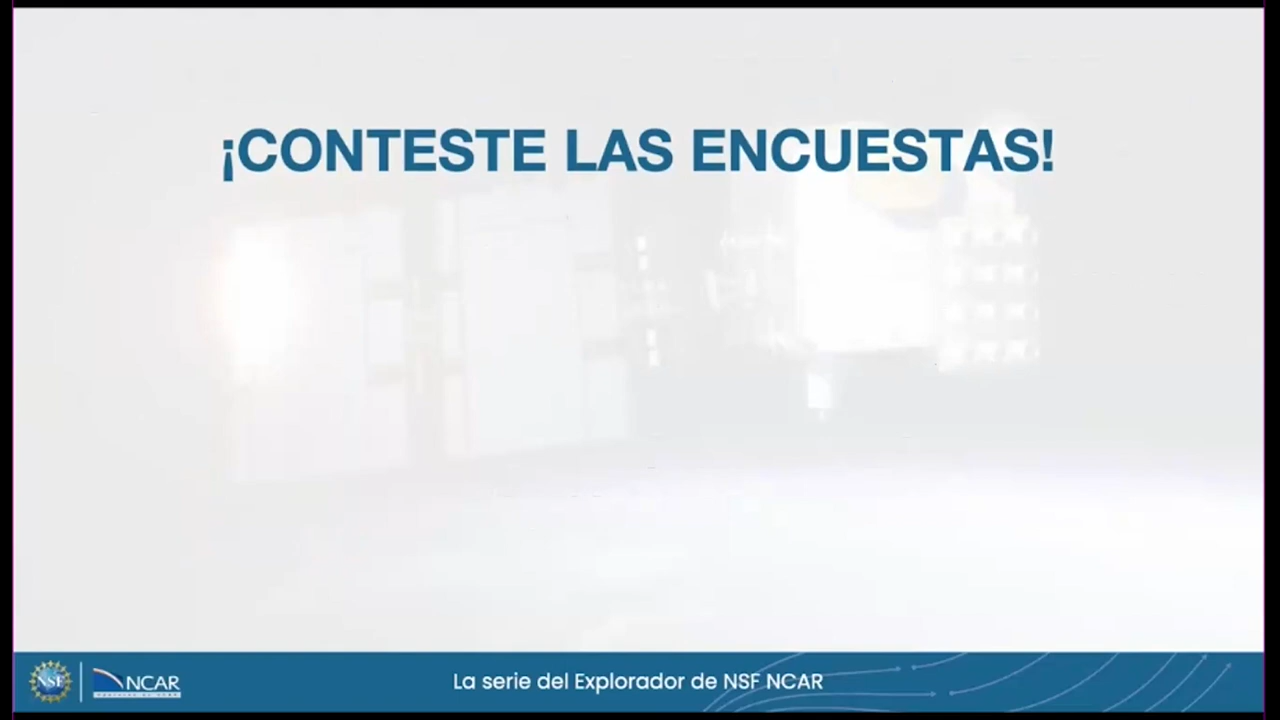 ¡CONTESTE LAS ENCUESTAS!
NSF
NCAR
La serie del Explorador de NSF NCAR